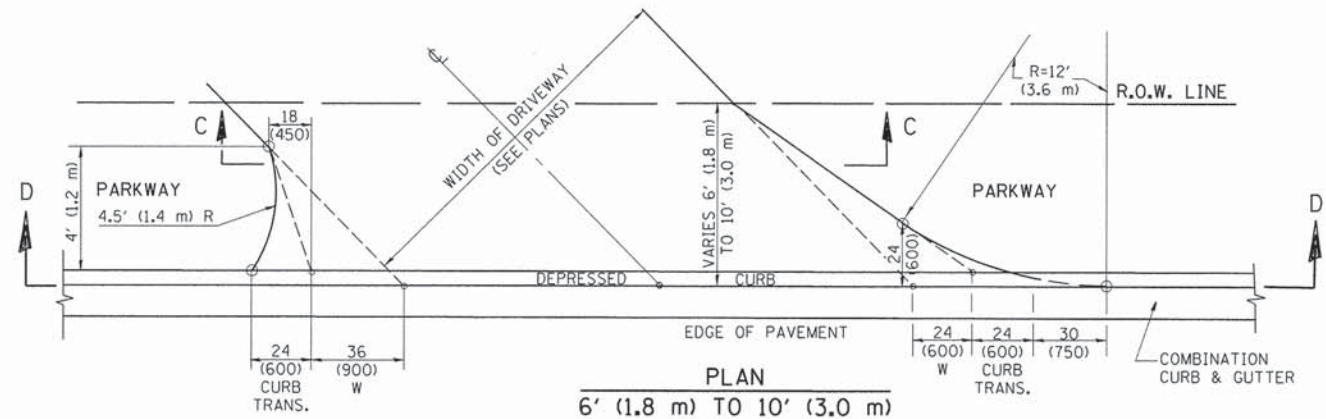 18
(450)
C
4' (1.2 m)
D
PARKWAY
4.5' (1.4 m) R
℄
WIDTH OF DRIVEWAY
(SEE PLANS)
VARIES 6' (1.8 m)
TO 10' (3.0 m)
C
R=12'
(3.6 m)
R.O.W. LINE
PARKWAY
D
24
(600)
DEPRESSED CURB
EDGE OF PAVEMENT
24
(600)
CURB
TRANS.
36
(900)
W
24
(600)
W
24
(600)
CURB
TRANS.
30
(750)
COMBINATION
CURB & GUTTER
PLAN
6' (1.8 m) TO 10' (3.0 m)